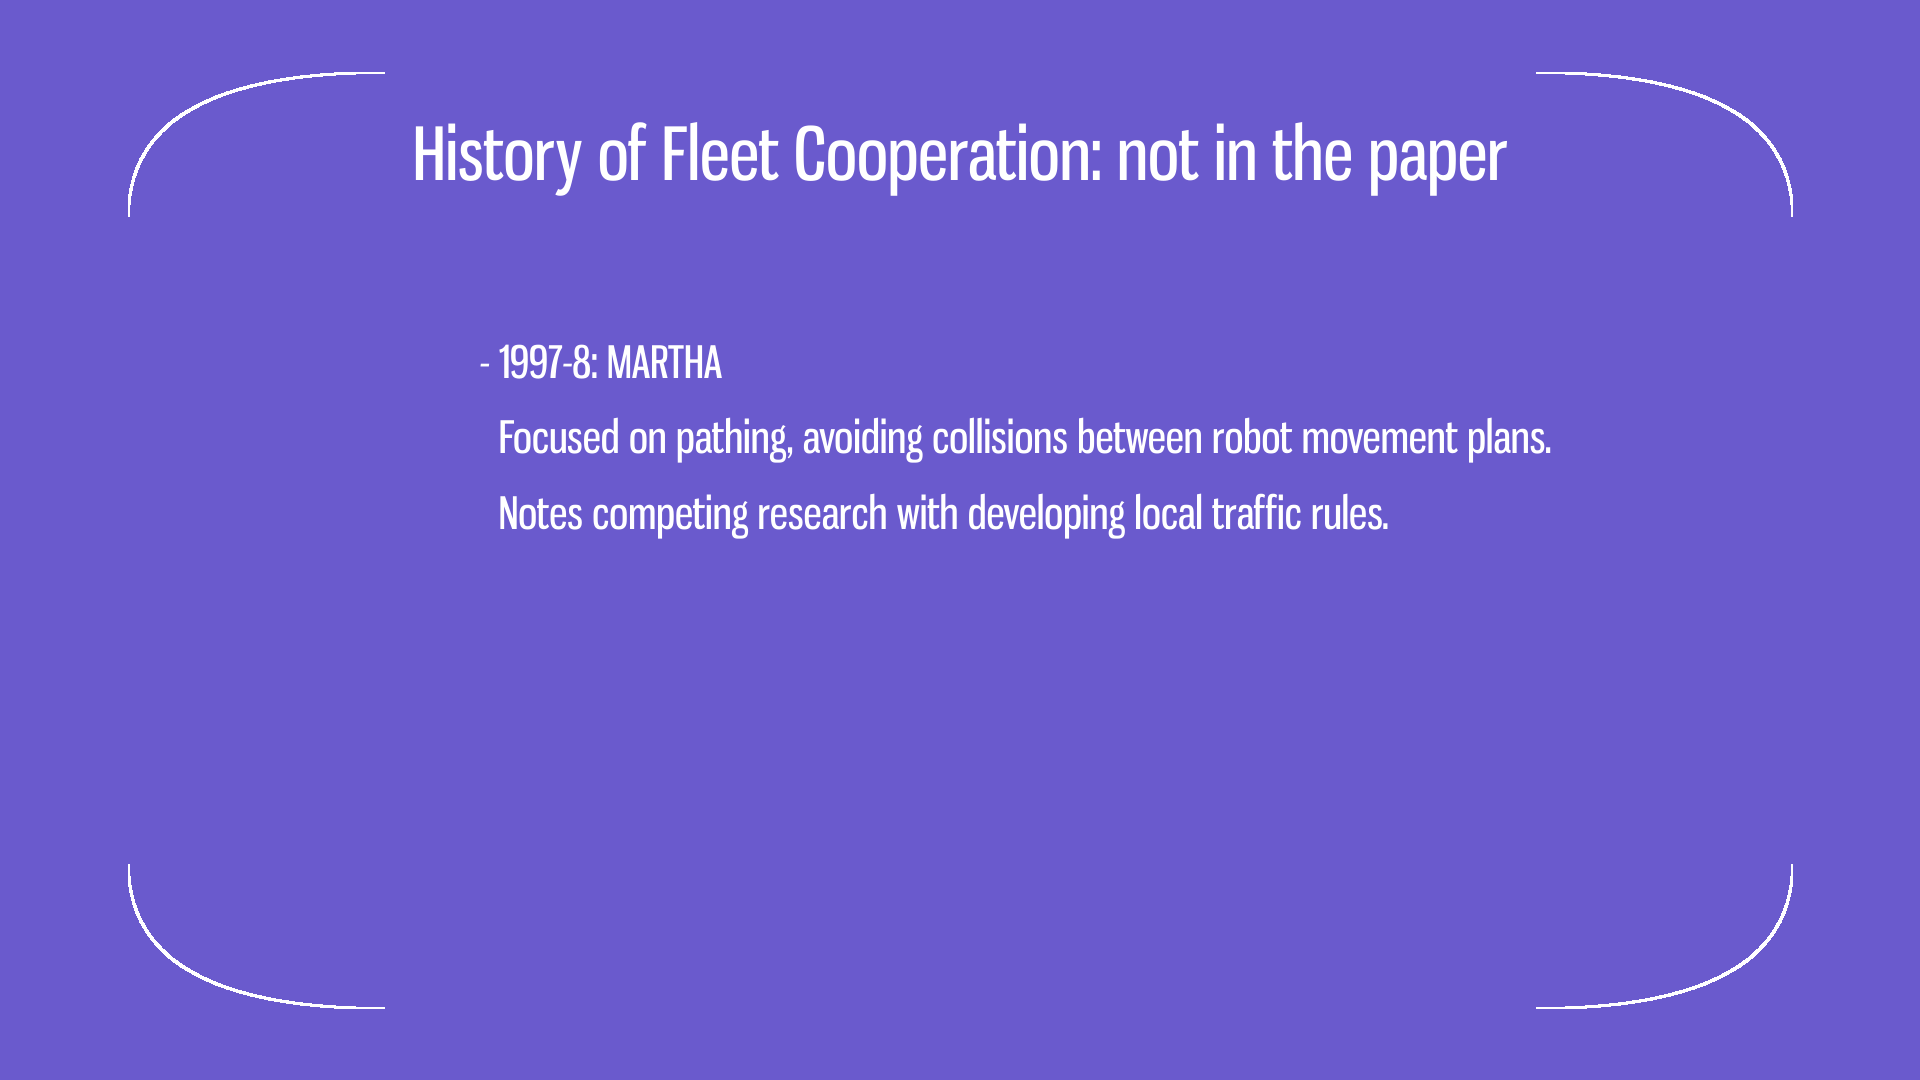 History of Fleet Cooperation: not in the paper
- 1997-8: MARTHA
Focused on pathing, avoiding collisions between robot movement plans.
Notes competing research with developing local traffic rules.